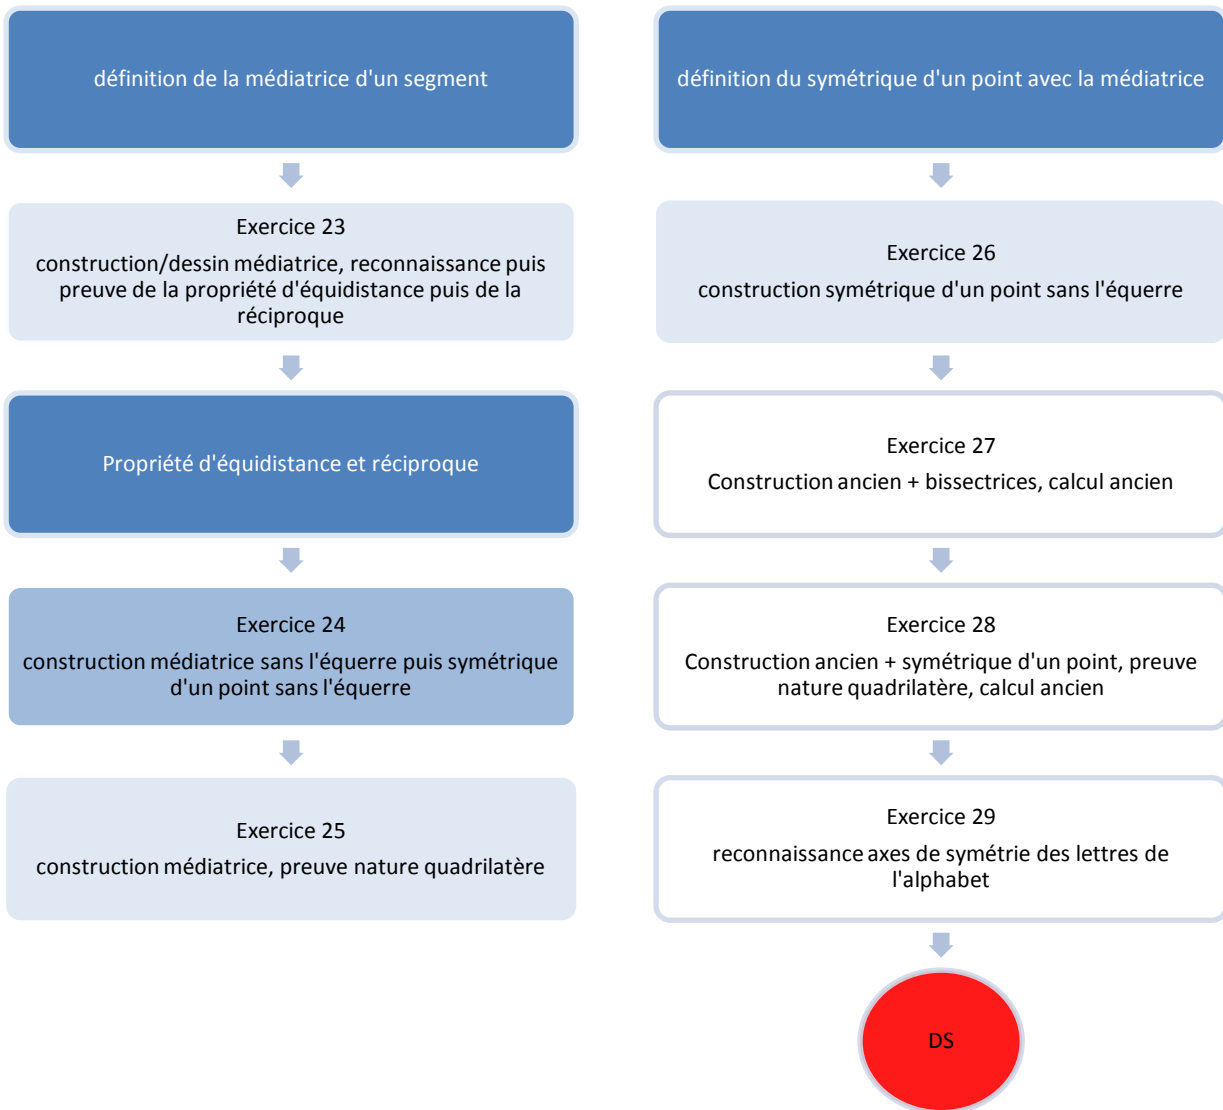 définition de la médiatrice d'un segment
Exercice 23
construction/dessin médiatrice, reconnaissance puis
preuve de la propriété d'équidistance puis de la
réciproque
Propriété d'équidistance et réciproque
Exercice 24
construction médiatrice sans l'équerre puis symétrique
d'un point sans l'équerre
Exercice 25
construction médiatrice, preuve nature quadrilatère
définition du symétrique d'un point avec la médiatrice
Exercice 26
construction symétrique d'un point sans l'équerre
Exercice 27
Construction ancien + bissectrices, calcul ancien
Exercice 28
Construction ancien + symétrique d'un point, preuve
nature quadrilatère, calcul ancien
Exercice 29
reconnaissance axes de symétrie des lettres de
l'alphabet
DS